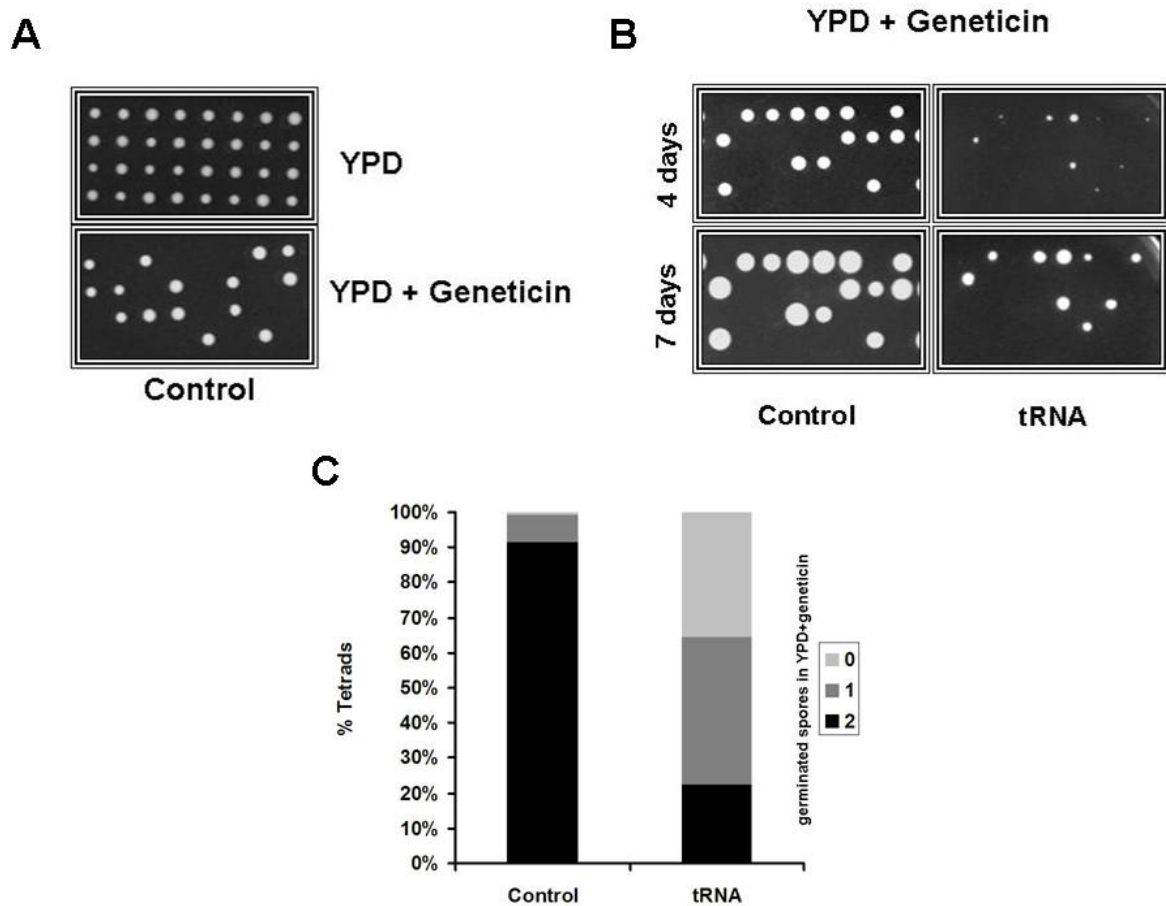 A
YPD
YPD + Geneticin
Control
B
YPD + Geneticin
4 days
7 days
Control
tRNA
C
100%
90%
80%
70%
60%
50%
40%
30%
20%
10%
0%
% Tetrads
Control
tRNA
germinated spores in YPD+geneticin
0
1
2